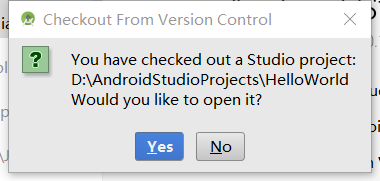 Checkout From Version Control
You have checked out a Studio project:
D:\AndroidStudioProjects\HelloWorld
Would you like to open it?
Yes No